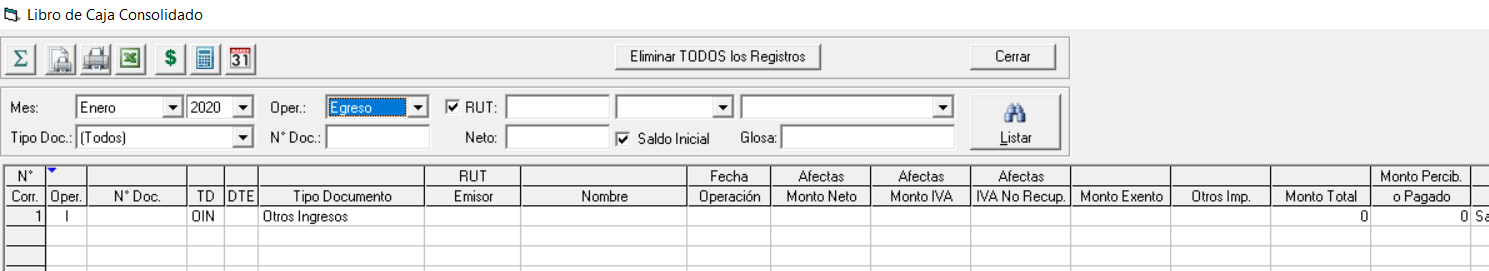 Libro de Caja Consolidado
Σ $ 31 Eliminar TODOS los Registros Cerrar
Mes: Enero 2020 Oper.: Egreso RUT:
Tipo Doc.: (Todos) N° Doc.: Neto: Saldo Inicial Glosa: Listar
N° RUT Fecha Afectas Afectas Afectas Monto Percib.
Corr. Oper. N° Doc. TD DTE Tipo Documento Emisor Nombre Operación Monto Neto Monto IVA IVA No Recup. Monto Exento Otros Imp. Monto Total o Pagado
1 I OIN Otros Ingresos 0 0 Sa